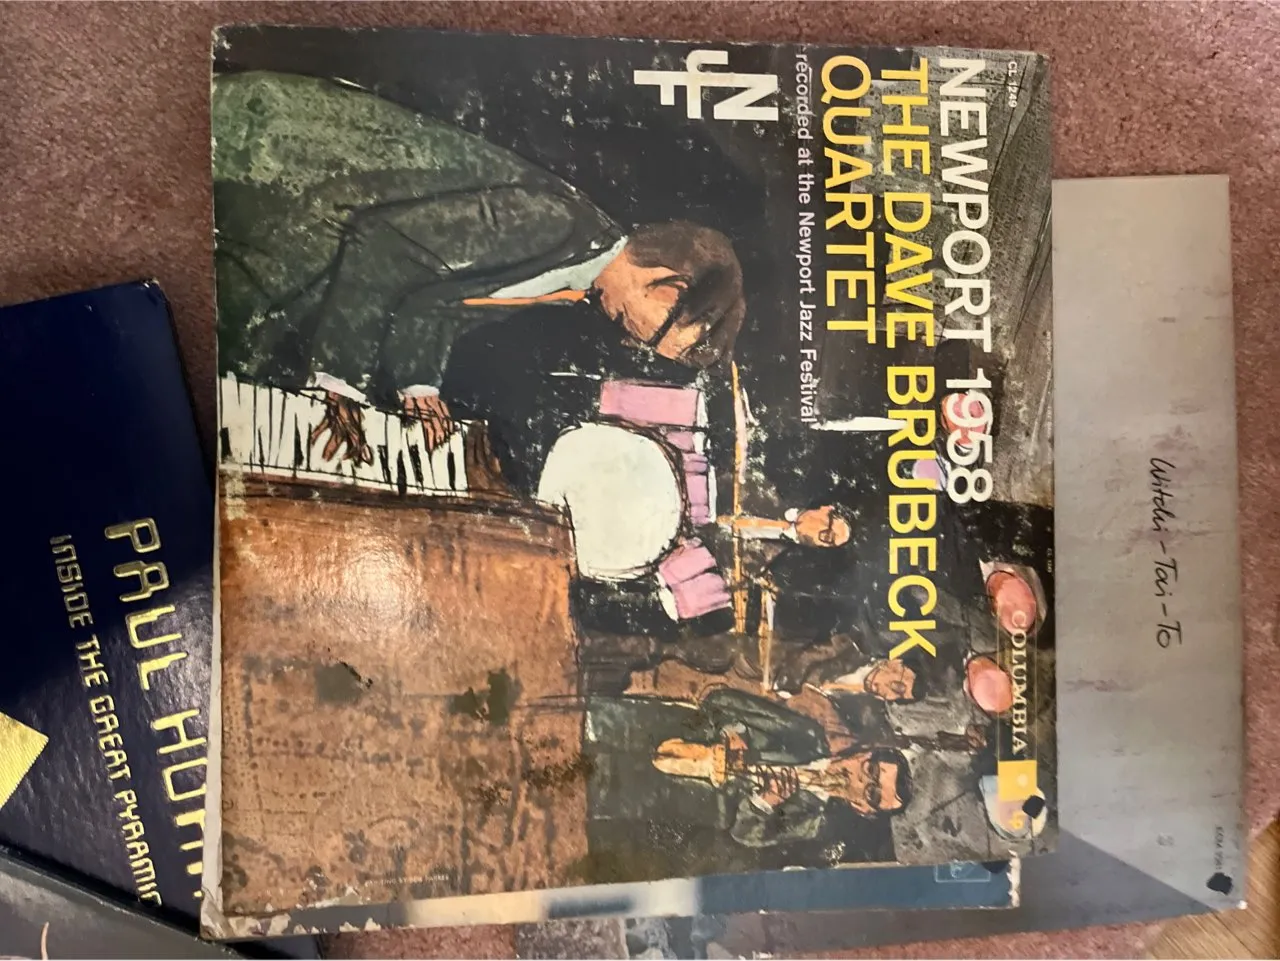 CL 1249
NEWPORT 1958
THE DAVE BRUBECK
QUARTET
recorded at the Newport Jazz Festival
JNF
COLUMBIA
PAUL HORN
INSIDE THE GREAT PYRAMID
Witchi-Tai-To